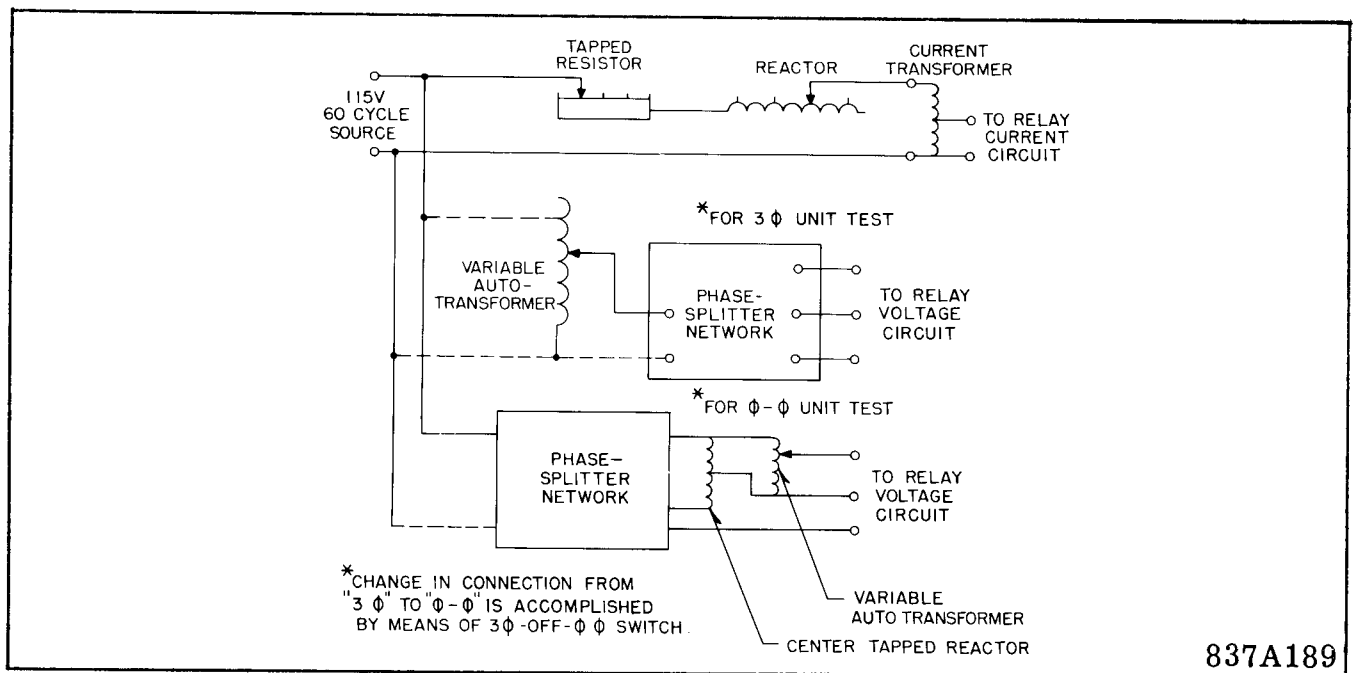 TAPPED
RESISTOR
REACTOR
CURRENT
TRANSFORMER
115V
60 CYCLE
SOURCE
TO RELAY
CURRENT
CIRCUIT
*FOR 3 ϕ UNIT TEST
VARIABLE
AUTO-
TRANSFORMER
PHASE-
SPLITTER
NETWORK
TO RELAY
VOLTAGE
CIRCUIT
*FOR ϕ-ϕ UNIT TEST
PHASE-
SPLITTER
NETWORK
TO RELAY
VOLTAGE
CIRCUIT
*CHANGE IN CONNECTION FROM
"3 ϕ" TO "ϕ-ϕ" IS ACCOMPLISHED
BY MEANS OF 3ϕ-OFF-ϕ ϕ SWITCH.
VARIABLE
AUTO TRANSFORMER
CENTER TAPPED REACTOR
837A189